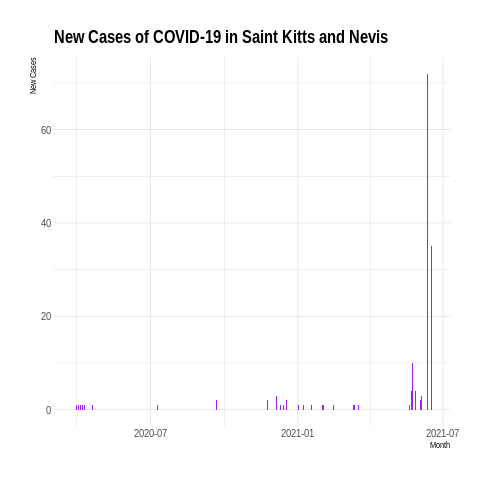 New Cases of COVID-19 in Saint Kitts and Nevis
New Cases
60
40
20
0
2020-07
2021-01
2021-07
Month